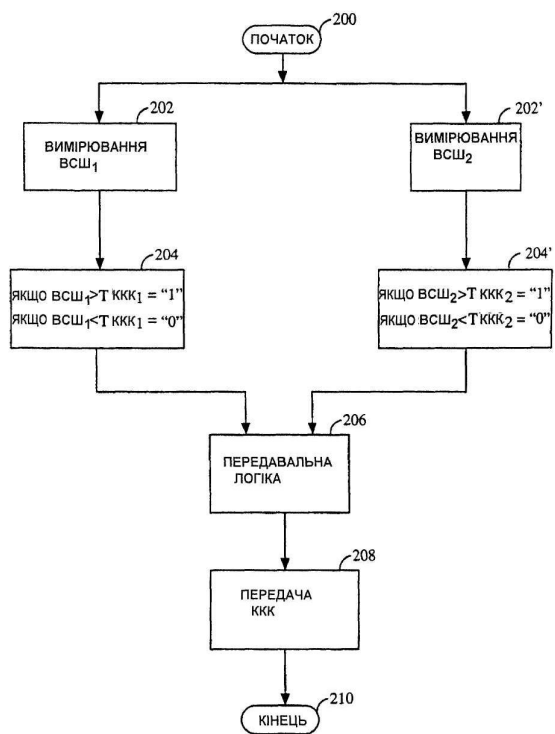 200
ПОЧАТОК
202
ВИМІРЮВАННЯ
ВСШ1
202'
ВИМІРЮВАННЯ
ВСШ2
204
ЯКЩО ВСШ1>Т ККК1 = “1”
ЯКЩО ВСШ1<Т ККК1 = “0”
204'
ЯКЩО ВСШ2>Т ККК2 = “1”
ЯКЩО ВСШ2<Т ККК2 = “0”
206
ПЕРЕДАВАЛЬНА
ЛОГІКА
208
ПЕРЕДАЧА
ККК
КІНЕЦЬ
210